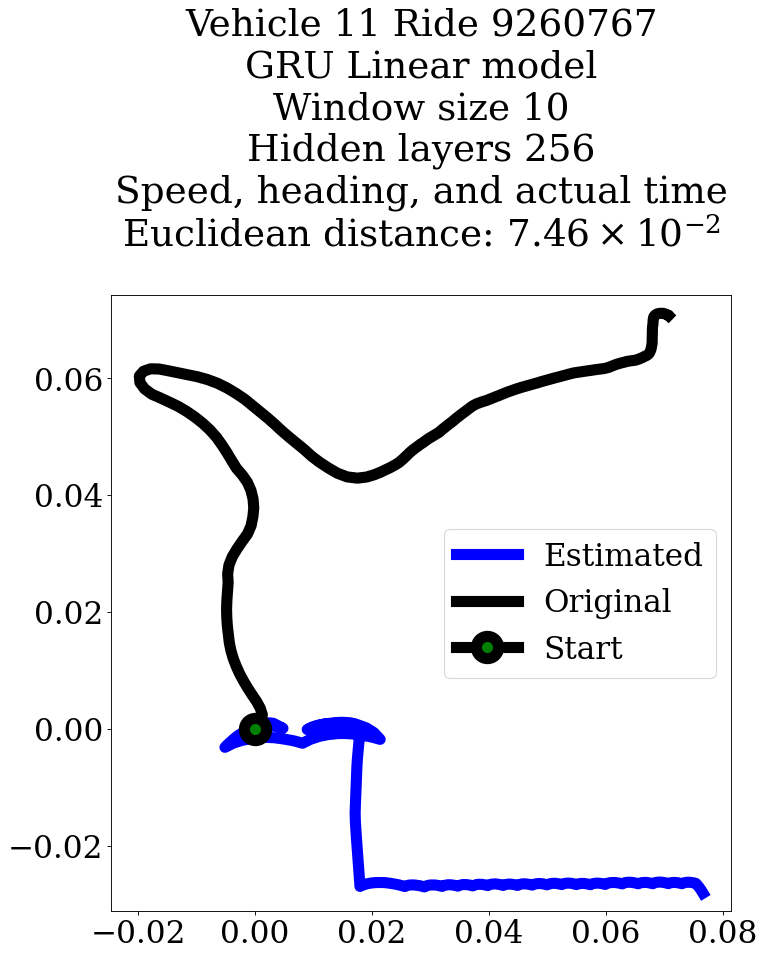 Vehicle 11 Ride 9260767
GRU Linear model
Window size 10
Hidden layers 256
Speed, heading, and actual time
Euclidean distance: 7.46 × 10⁻²
0.06
0.04
0.02
0.00
−0.02
Estimated
Original
Start
−0.02 0.00 0.02 0.04 0.06 0.08